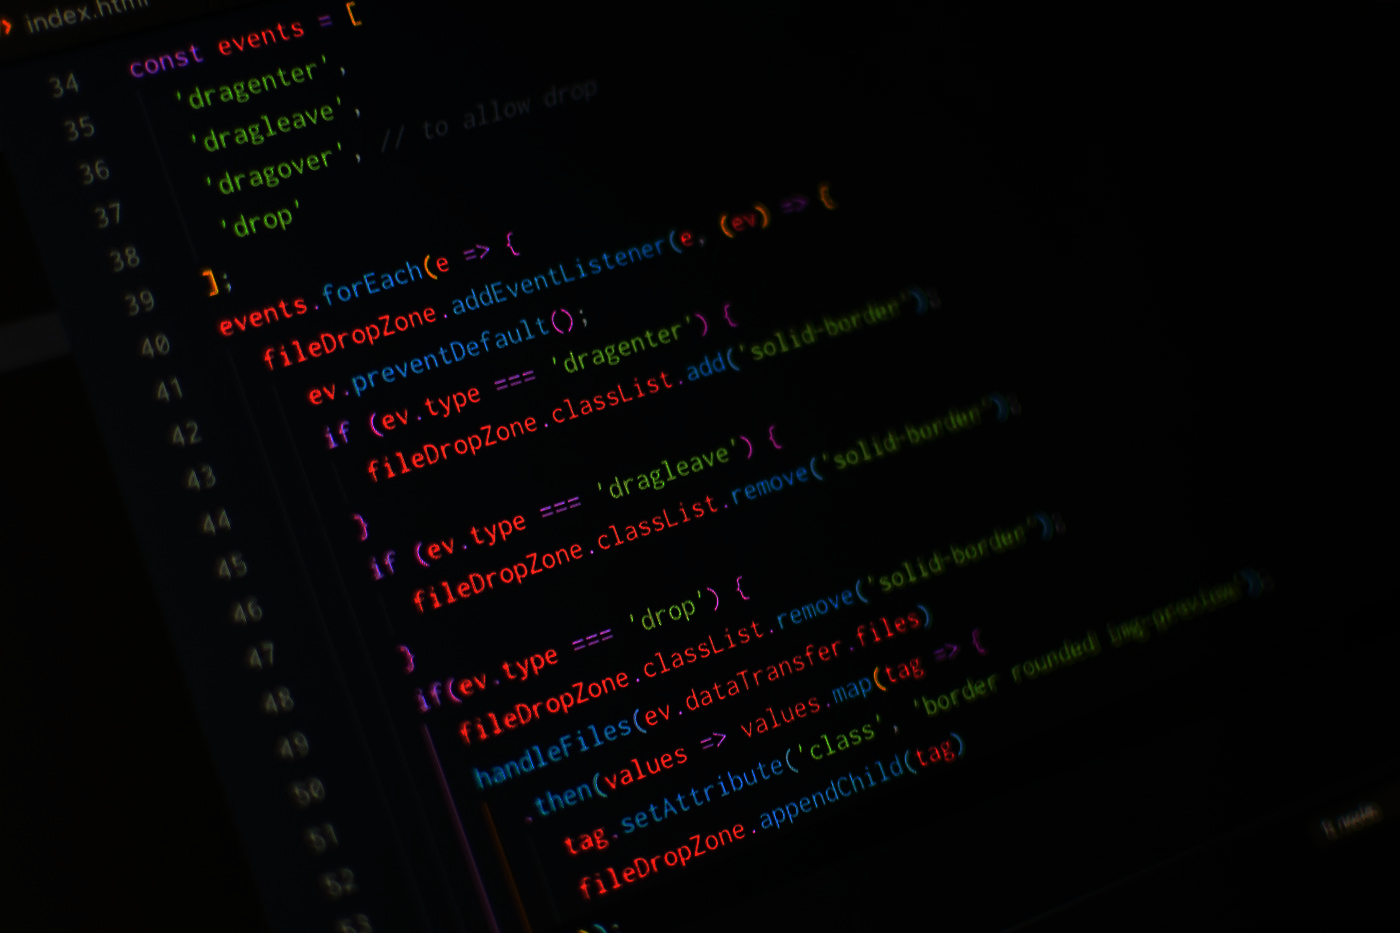 index.html
34 const events = [
35 'dragenter',
36 'dragleave',
37 'dragover', // to allow drop
38 'drop'
39 ];
40 events.forEach(e => {
41 fileDropZone.addEventListener(e, (ev) => {
42 ev.preventDefault();
43 if (ev.type === 'dragenter') {
44 fileDropZone.classList.add('solid-border');
45 }
46 if (ev.type === 'dragleave') {
47 fileDropZone.classList.remove('solid-border');
48 }
49 if(ev.type === 'drop') {
50 fileDropZone.classList.remove('solid-border');
51 handleFiles(ev.dataTransfer.files)
52 .then(values => values.map(tag => {
53 tag.setAttribute('class', 'border rounded img-preview');
fileDropZone.appendChild(tag)